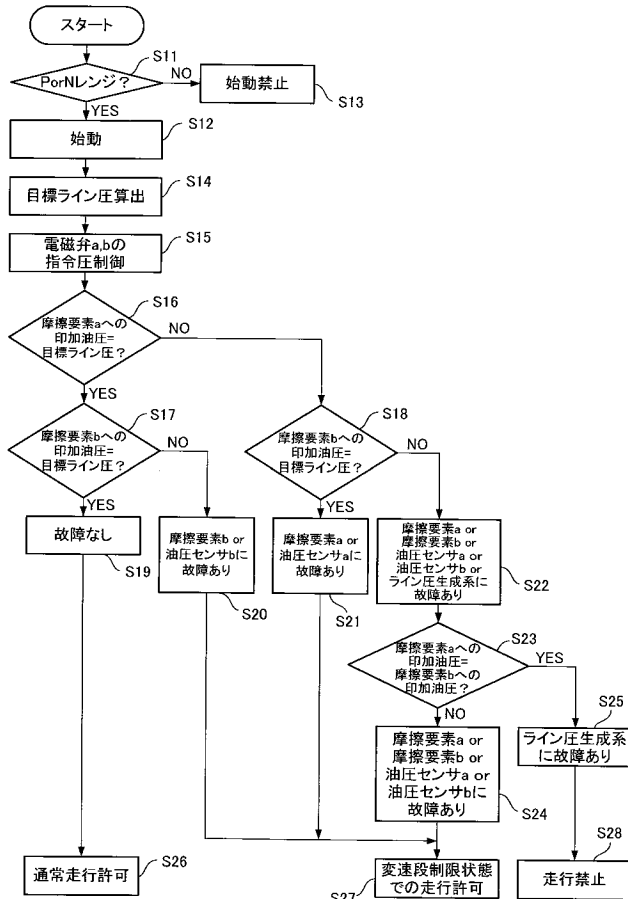 スタート
S11
PorNレンジ？
NO
始動禁止
S13
YES
S12
始動
S14
目標ライン圧算出
S15
電磁弁a,bの
指令圧制御
S16
摩擦要素aへの
印加油圧=
目標ライン圧？
NO
YES
S17
摩擦要素bへの
印加油圧=
目標ライン圧？
NO
YES
S18
摩擦要素bへの
印加油圧=
目標ライン圧？
NO
YES
故障なし
S19
摩擦要素b or
油圧センサbに
故障あり
S20
摩擦要素a or
油圧センサaに
故障あり
S21
摩擦要素a or
摩擦要素b or
油圧センサa or
油圧センサb or
ライン圧生成系に
故障あり
S22
S23
摩擦要素aへの
印加油圧=
摩擦要素bへの
印加油圧？
YES
NO
S25
ライン圧生成系
に故障あり
摩擦要素a or
摩擦要素b or
油圧センサa or
油圧センサbに
故障あり
S24
S26
通常走行許可
S27
変速段制限状態
での走行許可
S28
走行禁止